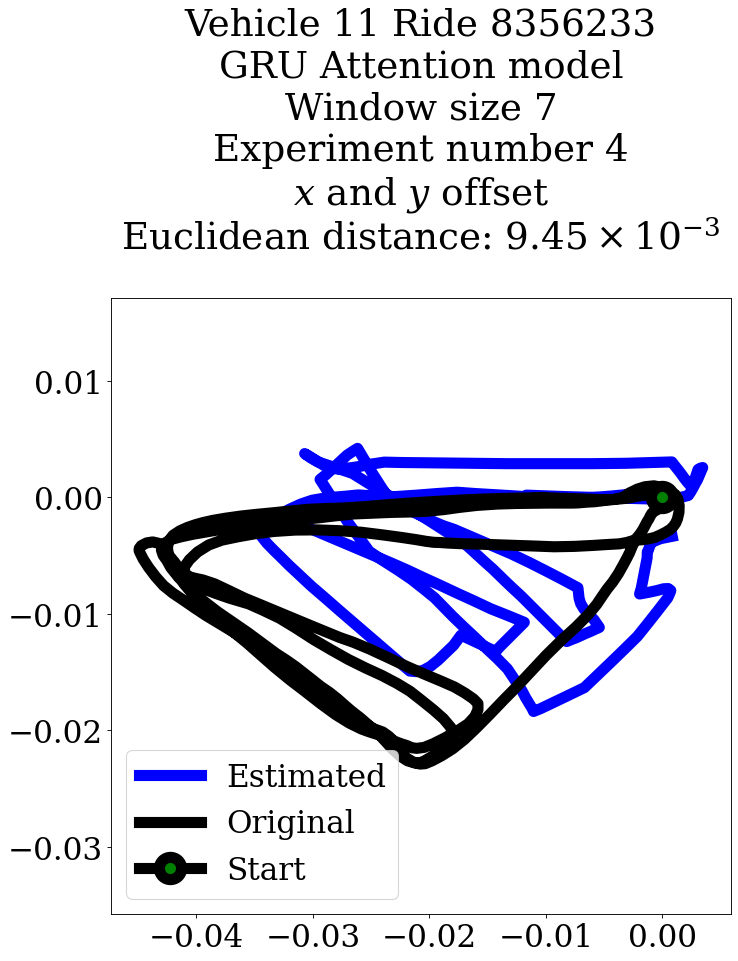 Vehicle 11 Ride 8356233
GRU Attention model
Window size 7
Experiment number 4
x and y offset
Euclidean distance: 9.45 × 10⁻³
0.01
0.00
−0.01
−0.02
−0.03
Estimated
Original
Start
−0.04 −0.03 −0.02 −0.01 0.00